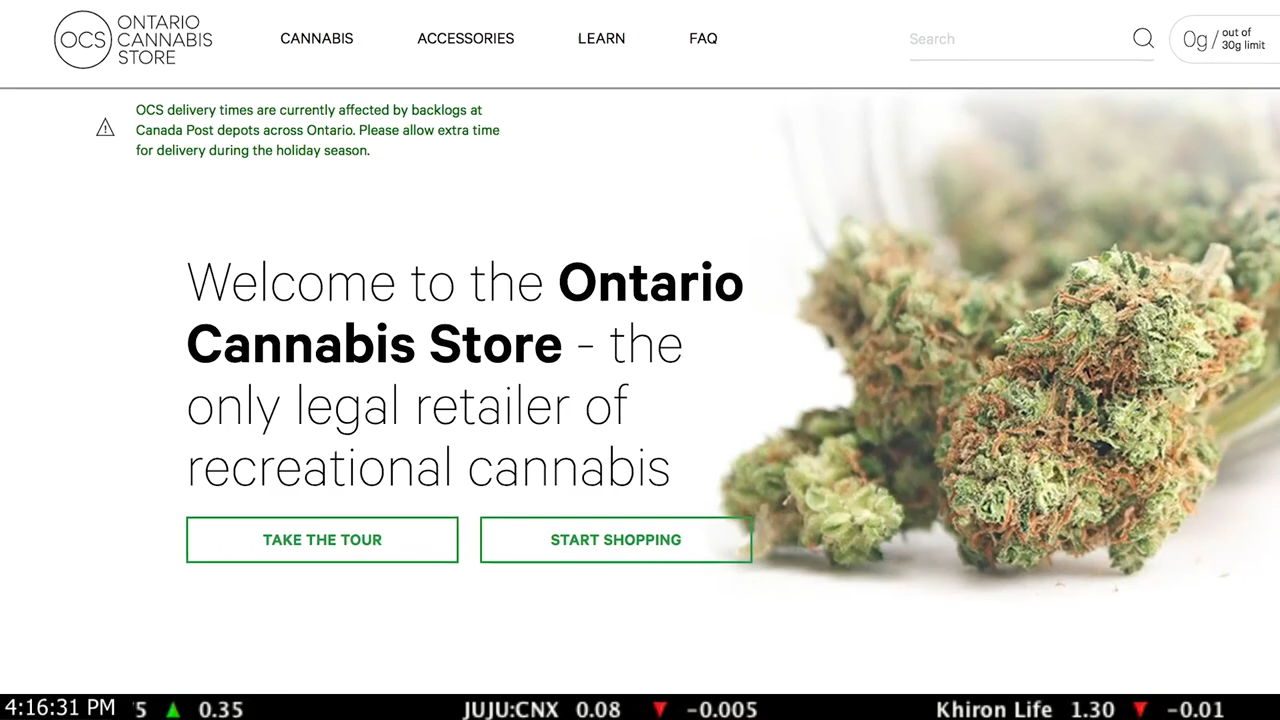 OCS
ONTARIO
CANNABIS
STORE
CANNABIS
ACCESSORIES
LEARN
FAQ
Search
0g / out of
30g limit
OCS delivery times are currently affected by backlogs at
Canada Post depots across Ontario. Please allow extra time
for delivery during the holiday season.
Welcome to the Ontario
Cannabis Store - the
only legal retailer of
recreational cannabis
TAKE THE TOUR
START SHOPPING
4:16:31 PM 5 ▲ 0.35 JUJU:CNX 0.08 ▼ -0.005 Khiron Life 1.30 ▼ -0.01